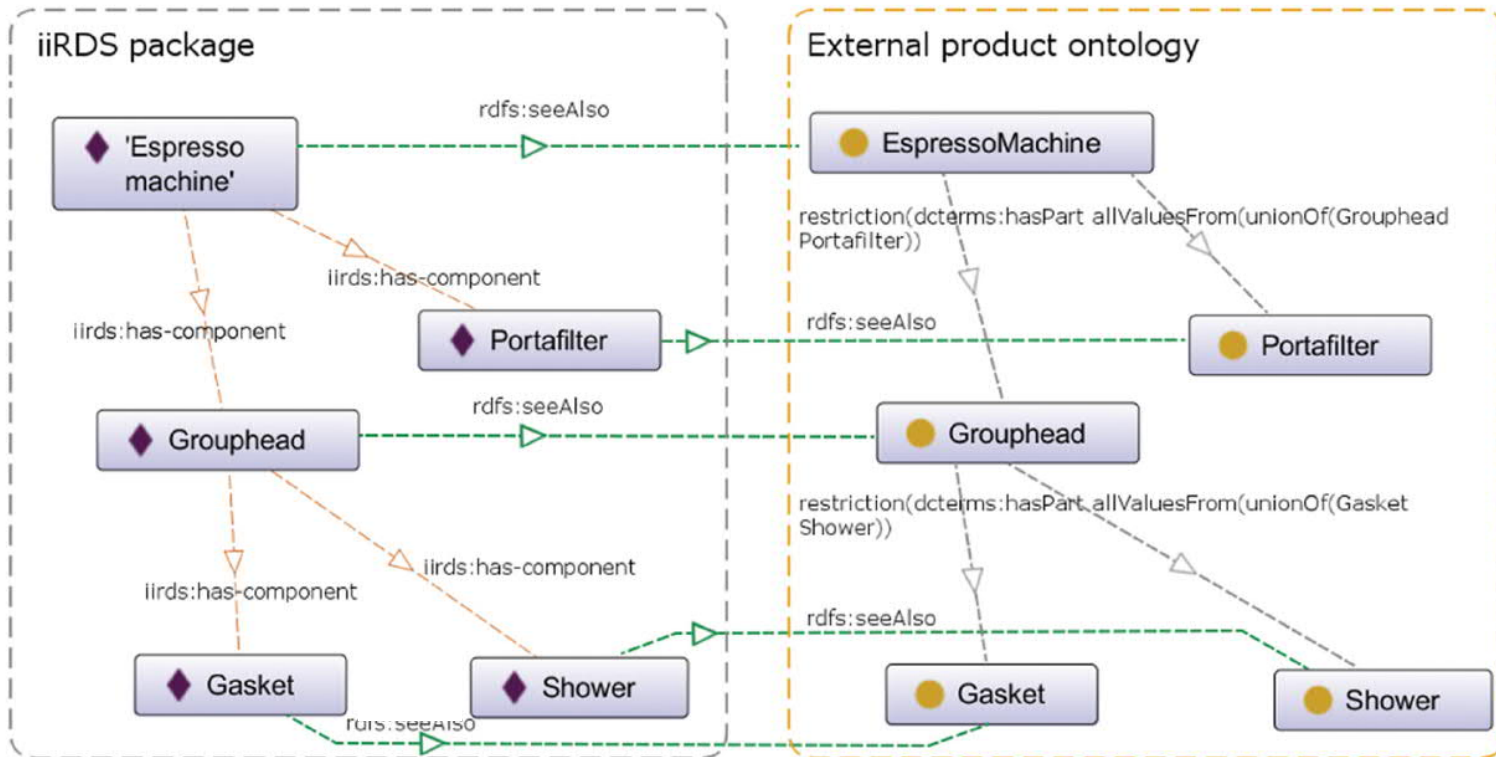 iiRDS package
External product ontology
rdfs:seeAlso
'Espresso
machine'
EspressoMachine
restriction(dcterms:hasPart allValuesFrom(unionOf(Grouphead
Portafilter))
iirds:has-component
iirds:has-component
rdfs:seeAlso
Portafilter
Portafilter
rdfs:seeAlso
Grouphead
Grouphead
restriction(dcterms:hasPart allValuesFrom(unionOf(Gasket
Shower))
iirds:has-component
iirds:has-component
rdfs:seeAlso
Gasket
Shower
Gasket
Shower
rdfs:seeAlso